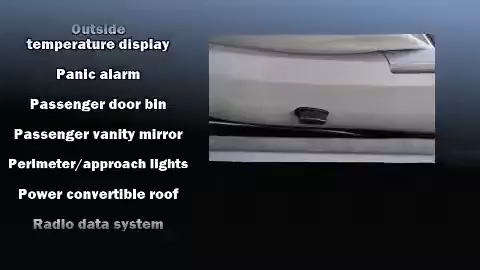 Outside
temperature display
Panic alarm
Passenger door bin
Passenger vanity mirror
Perimeter/approach lights
Power convertible roof
Radio data system